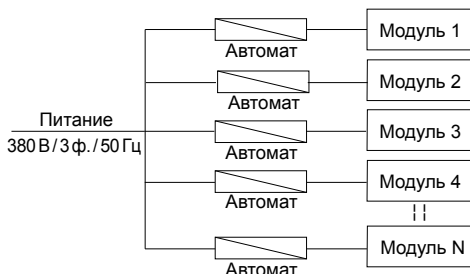 Модуль 1
Автомат
Модуль 2
Автомат
Питание
380 В / 3 ф. / 50 Гц
Модуль 3
Автомат
Модуль 4
Автомат
Модуль N
Автомат